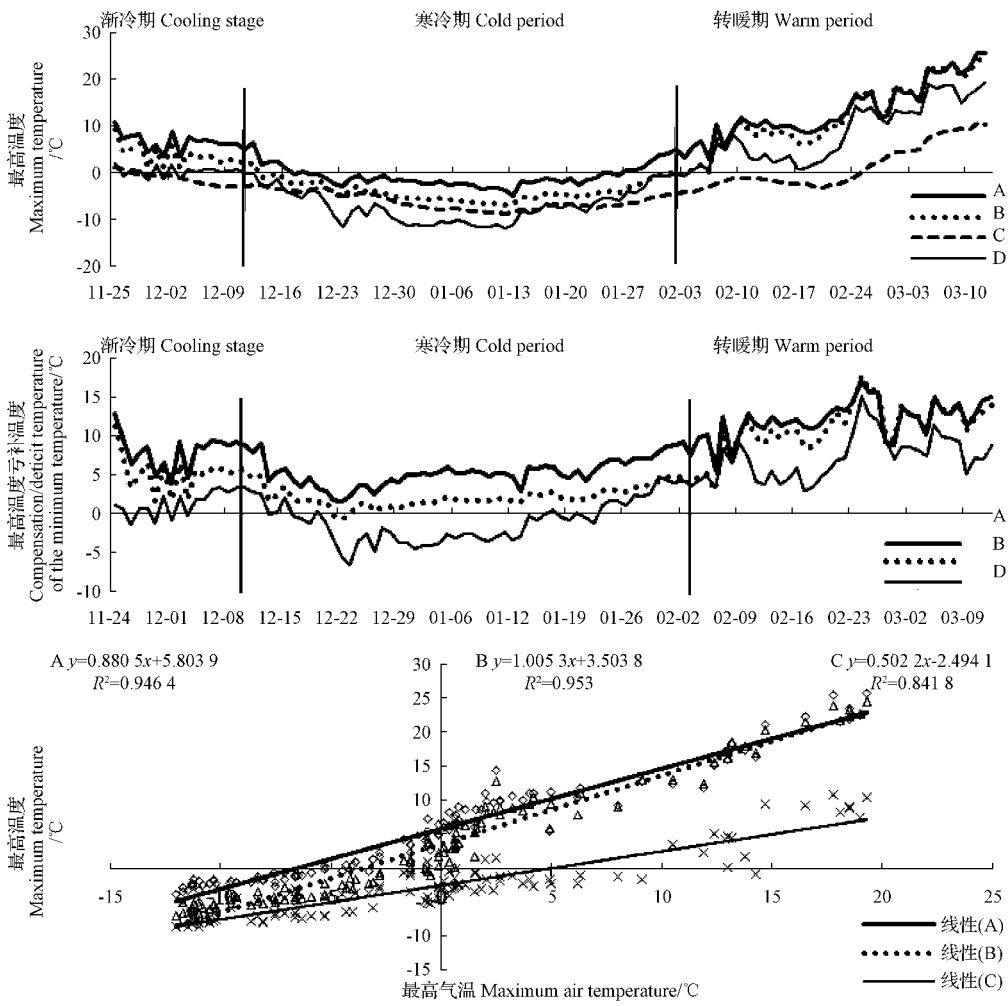 渐冷期 Cooling stage 寒冷期 Cold period 转暖期 Warm period
最高温度
Maximum temperature
/℃
30
20
10
0
-10
-20
A
B
C
D
11-25 12-02 12-09 12-16 12-23 12-30 01-06 01-13 01-20 01-27 02-03 02-10 02-17 02-24 03-03 03-10
渐冷期 Cooling stage 寒冷期 Cold period 转暖期 Warm period
最高温度亏补温度
Compensation/deficit temperature
of the minimum temperature/℃
20
15
10
5
0
-5
-10
A
B
D
11-24 12-01 12-08 12-15 12-22 12-29 01-06 01-12 01-19 01-26 02-02 02-09 02-16 02-23 03-02 03-09
A y=0.880 5x+5.803 9 B y=1.005 3x+3.503 8 C y=0.502 2x-2.494 1
R²=0.946 4 R²=0.953 R²=0.841 8
最高温度
Maximum temperature
/℃
30
25
20
15
10
5
-15 0 5 10 15 20 25
-10
-15
线性(A)
线性(B)
线性(C)
最高气温 Maximum air temperature/℃